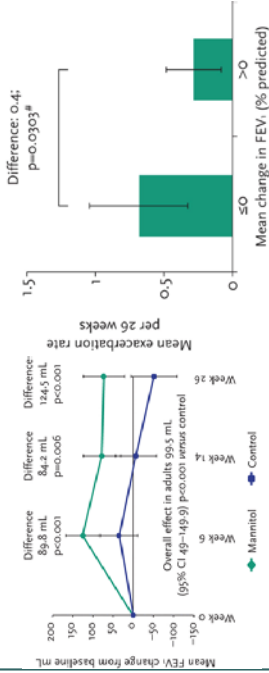 Mean FEV₁ change from baseline mL
200
150
100
50
0
-50
-100
-150
Difference:
89.8 mL
p<0.001
Difference:
84.2 mL
p=0.006
Difference:
124.5 mL
p<0.001
Overall effect in adults 99.5 mL
(95% CI 49–149.9) p<0.001 versus control
Week 0
Week 6
Week 14
Week 26
Mannitol
Control
Mean exacerbation rate
per 26 weeks
1.5
1
0.5
0
Difference: 0.4;
p=0.0303#
≤0
>0
Mean change in FEV₁ (% predicted)